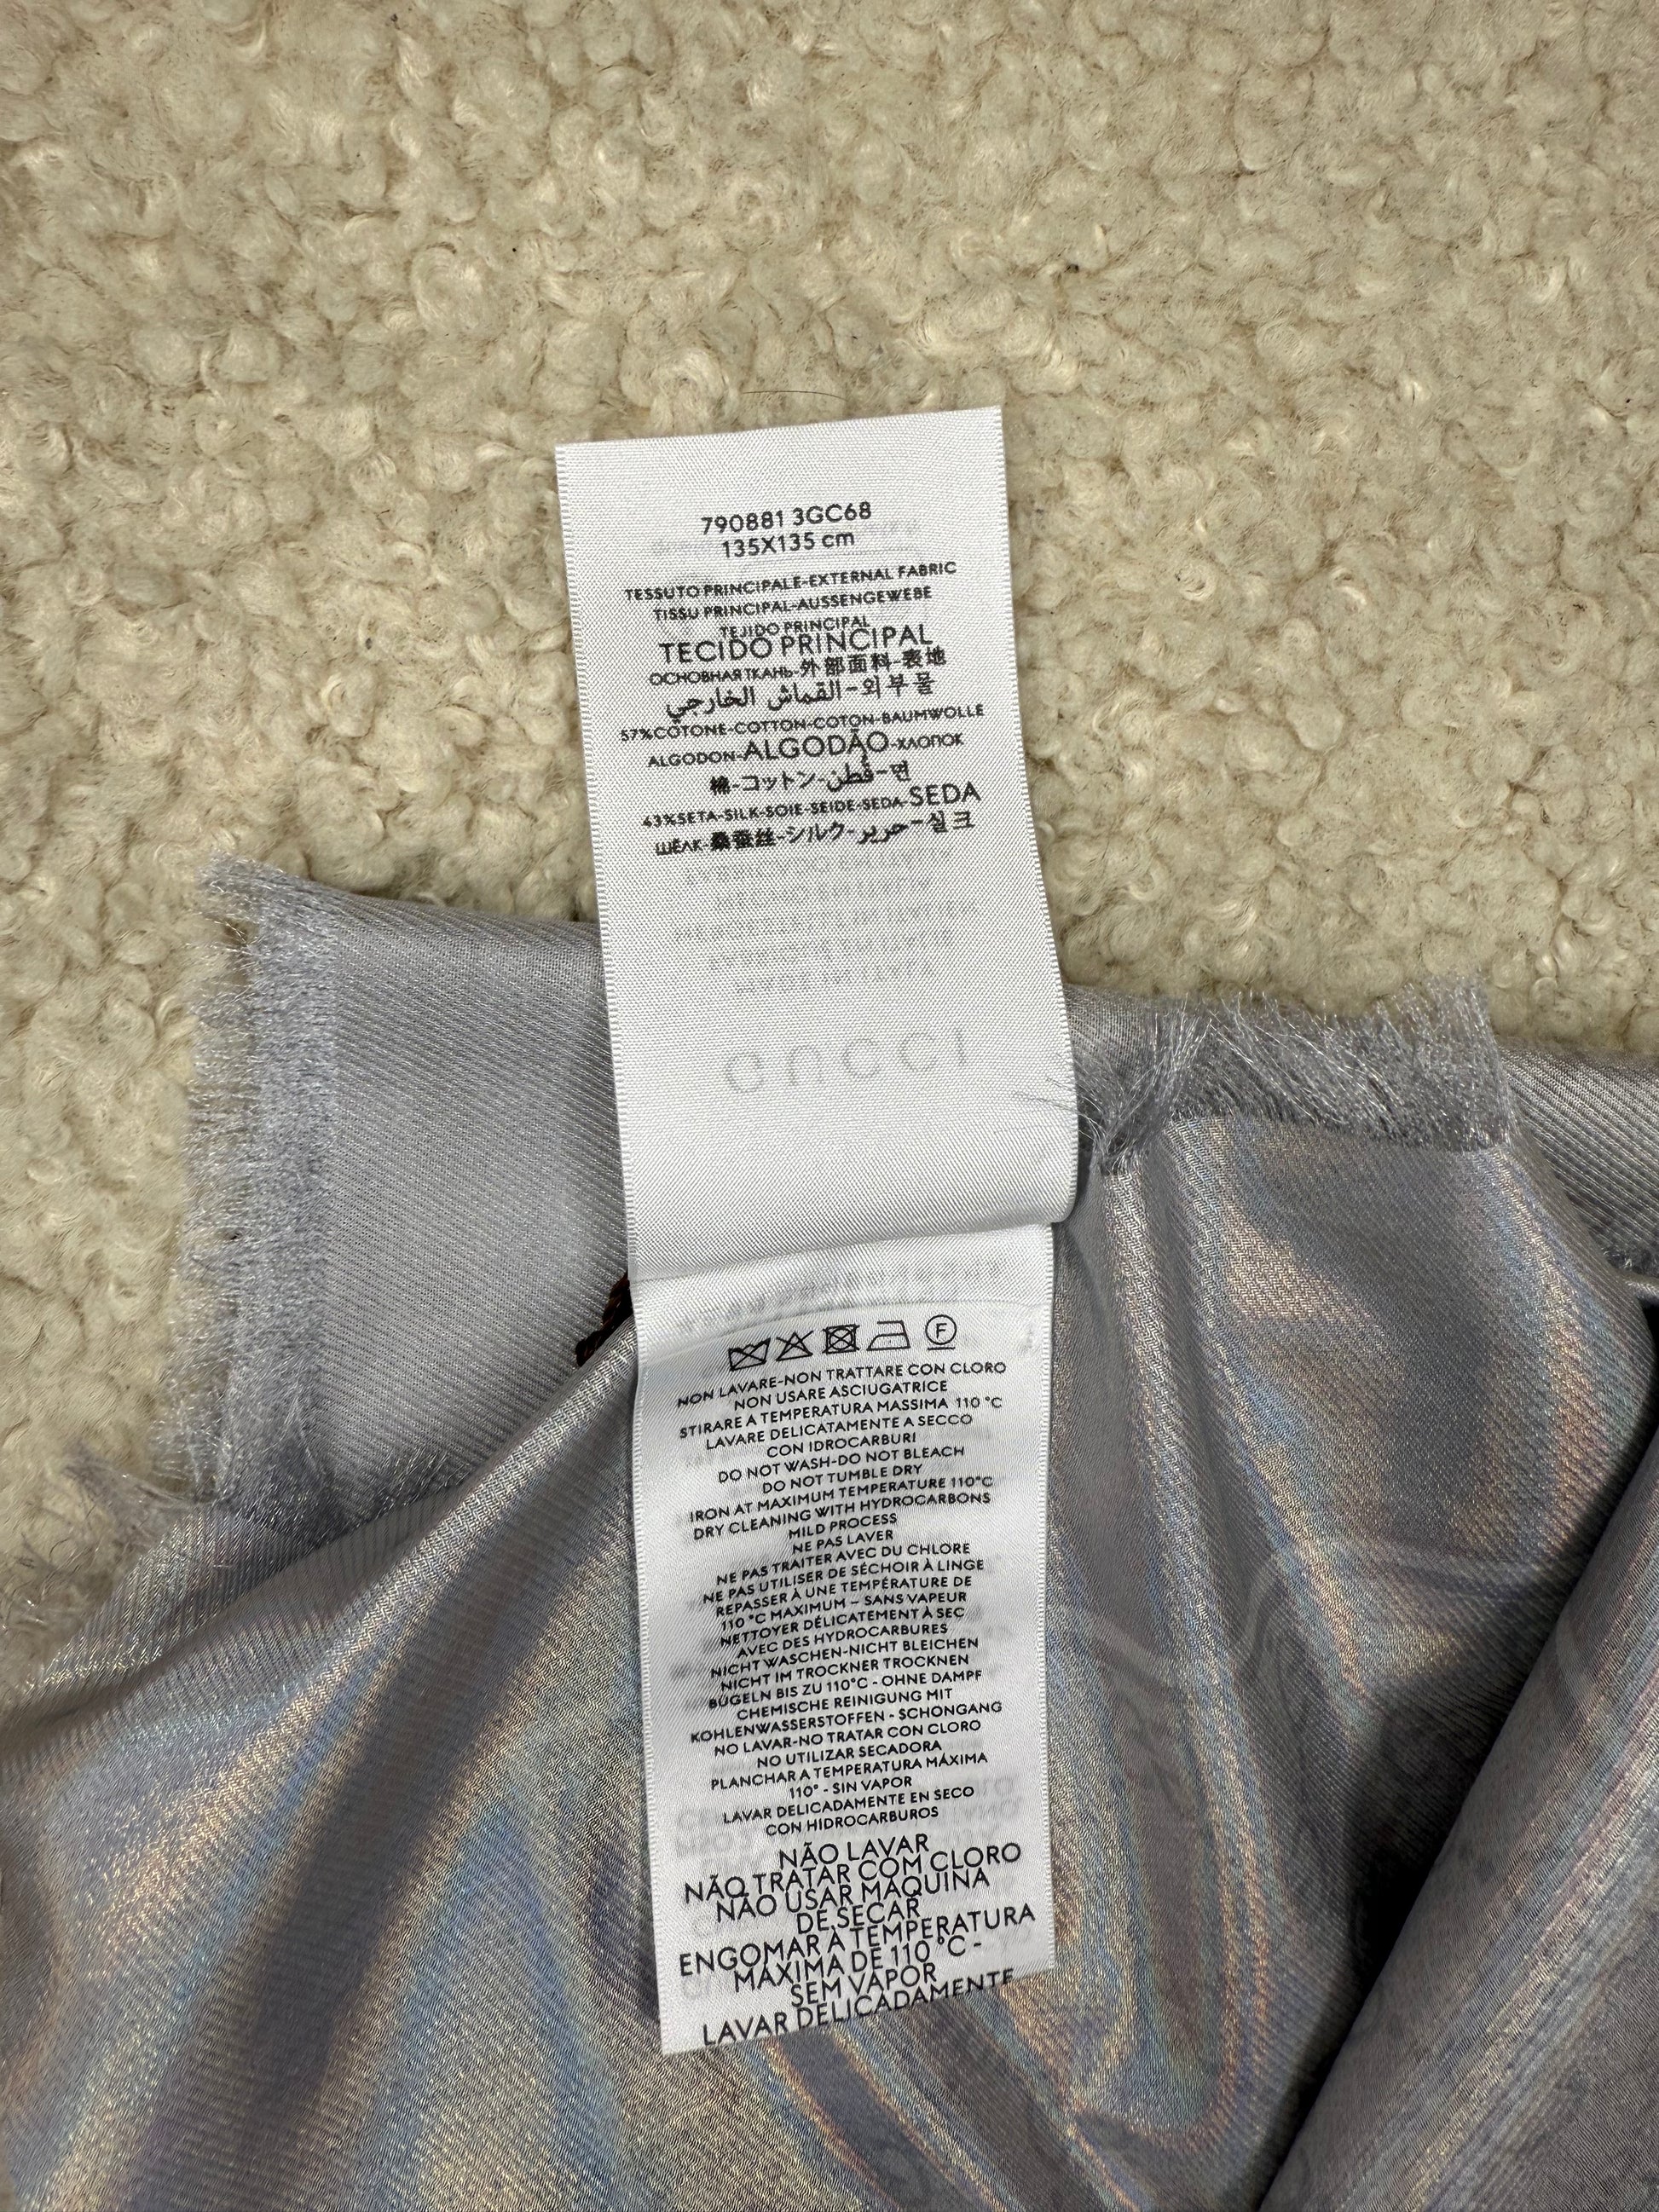 790881 3GC68
135X135 cm
TESSUTO PRINCIPALE-EXTERNAL FABRIC
TISSU PRINCIPAL-AUSSENGEWEBE
TEJIDO PRINCIPAL
TECIDO PRINCIPAL
ОСНОВНАЯ ТКАНЬ-外部面料-表地
القماش الخارجي-외부물
57%COTONE-COTTON-COTON-BAUMWOLLE
ALGODON-ALGODÃO-ХЛОПОК
棉-コットン-قطن-면
43%SETA-SILK-SOIE-SEIDE-SEDA-SEDA
ШЁЛК-桑蚕丝-シルク-حرير-실크
GUCCI
F
NON LAVARE-NON TRATTARE CON CLORO
NON USARE ASCIUGATRICE
STIRARE A TEMPERATURA MASSIMA 110 °C
LAVARE DELICATAMENTE A SECCO
CON IDROCARBURI
DO NOT WASH-DO NOT BLEACH
DO NOT TUMBLE DRY
IRON AT MAXIMUM TEMPERATURE 110°C
DRY CLEANING WITH HYDROCARBONS
MILD PROCESS
NE PAS LAVER
NE PAS TRAITER AVEC DU CHLORE
NE PAS UTILISER DE SÉCHOIR À LINGE
REPASSER À UNE TEMPÉRATURE DE
110 °C MAXIMUM – SANS VAPEUR
NETTOYER DÉLICATEMENT À SEC
AVEC DES HYDROCARBURES
NICHT WASCHEN-NICHT BLEICHEN
NICHT IM TROCKNER TROCKNEN
BÜGELN BIS ZU 110°C - OHNE DAMPF
CHEMISCHE REINIGUNG MIT
KOHLENWASSERSTOFFEN - SCHONGANG
NO LAVAR-NO TRATAR CON CLORO
NO UTILIZAR SECADORA
PLANCHAR A TEMPERATURA MÁXIMA
110° - SIN VAPOR
LAVAR DELICADAMENTE EN SECO
CON HIDROCARBUROS
NÃO LAVAR
NÃO TRATAR COM CLORO
NÃO USAR MÁQUINA
DE SECAR
ENGOMAR À TEMPERATURA
MÁXIMA DE 110 °C -
SEM VAPOR
LAVAR DELICADAMENTE